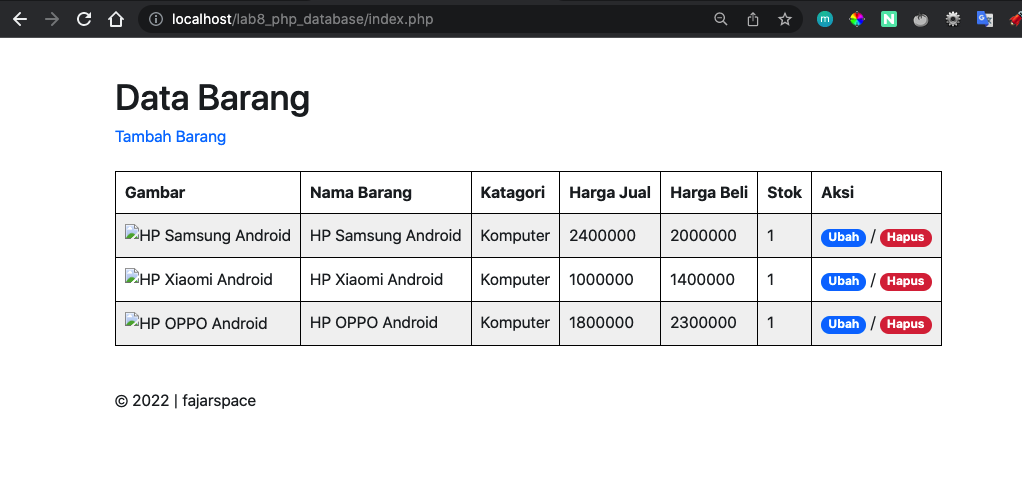 localhost/lab8_php_database/index.php
Data Barang
Tambah Barang
Gambar Nama Barang Katagori Harga Jual Harga Beli Stok Aksi
HP Samsung Android HP Samsung Android Komputer 2400000 2000000 1 Ubah / Hapus
HP Xiaomi Android HP Xiaomi Android Komputer 1000000 1400000 1 Ubah / Hapus
HP OPPO Android HP OPPO Android Komputer 1800000 2300000 1 Ubah / Hapus
© 2022 | fajarspace